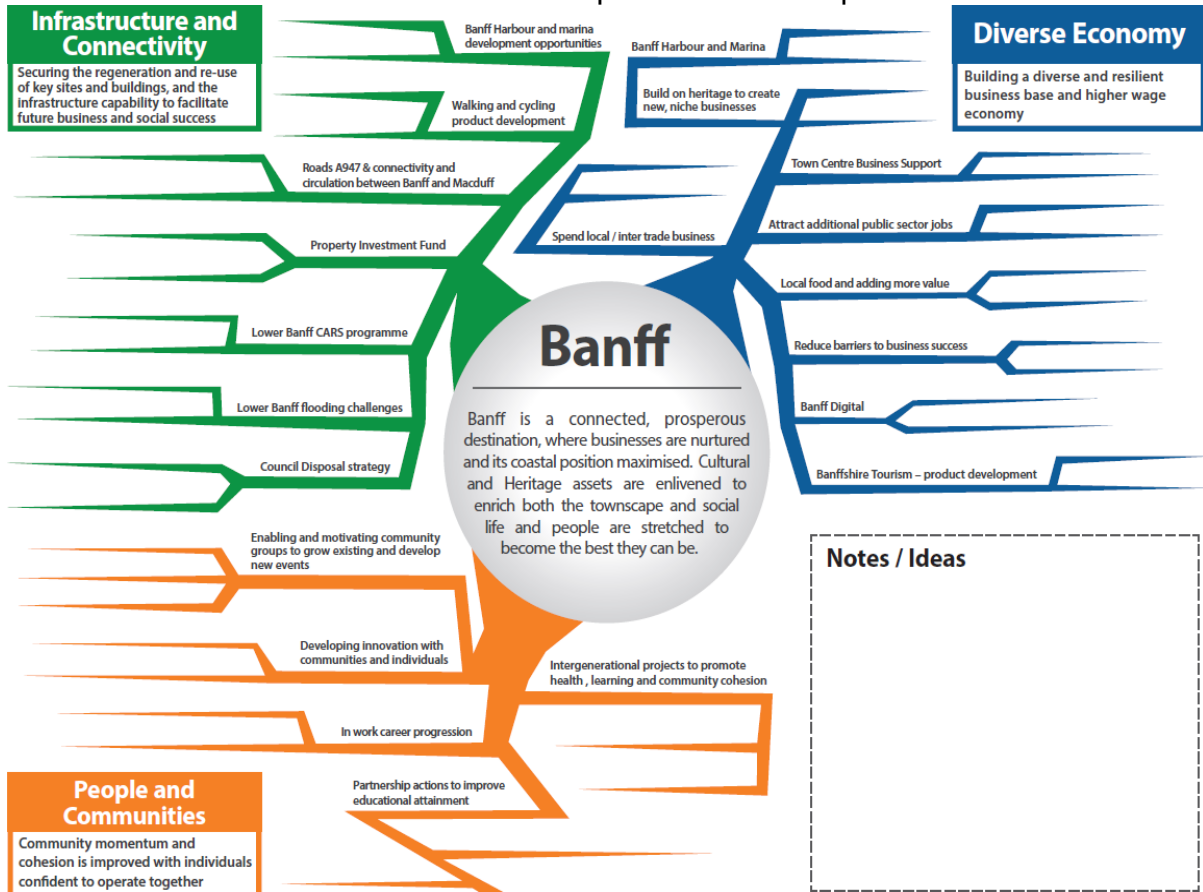 Infrastructure and
Connectivity
Securing the regeneration and re-use
of key sites and buildings, and the
infrastructure capability to facilitate
future business and social success
Banff Harbour and marina
development opportunities
Walking and cycling
product development
Roads A947 & connectivity and
circulation between Banff and Macduff
Property Investment Fund
Lower Banff CARS programme
Lower Banff flooding challenges
Council Disposal strategy
Diverse Economy
Building a diverse and resilient
business base and higher wage
economy
Banff Harbour and Marina
Build on heritage to create
new, niche businesses
Spend local / inter trade business
Town Centre Business Support
Attract additional public sector jobs
Local food and adding more value
Reduce barriers to business success
Banff Digital
Banffshire Tourism – product development
Banff
Banff is a connected, prosperous
destination, where businesses are nurtured
and its coastal position maximised. Cultural
and Heritage assets are enlivened to
enrich both the townscape and social
life and people are stretched to
become the best they can be.
Enabling and motivating community
groups to grow existing and develop
new events
Developing innovation with
communities and individuals
In work career progression
Intergenerational projects to promote
health , learning and community cohesion
Partnership actions to improve
educational attainment
People and
Communities
Community momentum and
cohesion is improved with individuals
confident to operate together
Notes / Ideas